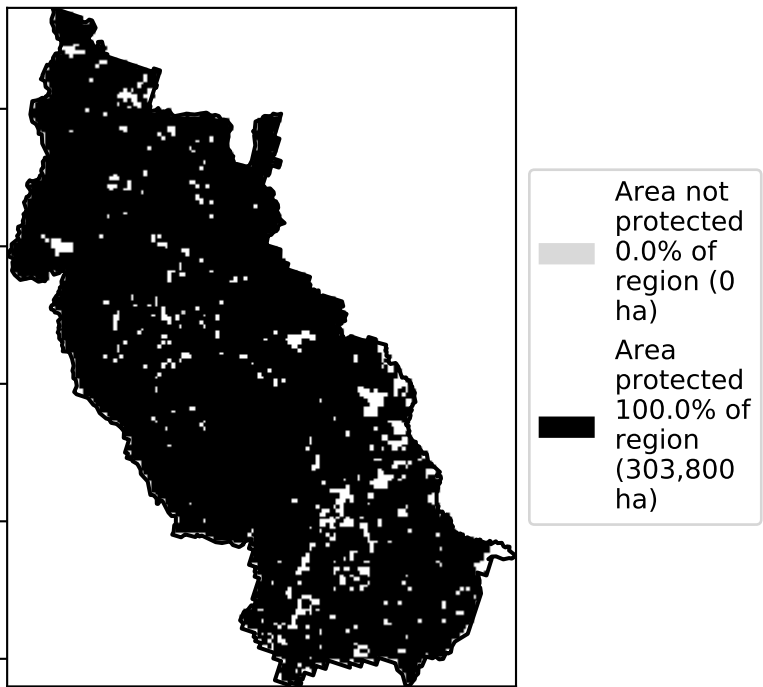 Area not
protected
0.0% of
region (0
ha)
Area
protected
100.0% of
region
(303,800
ha)